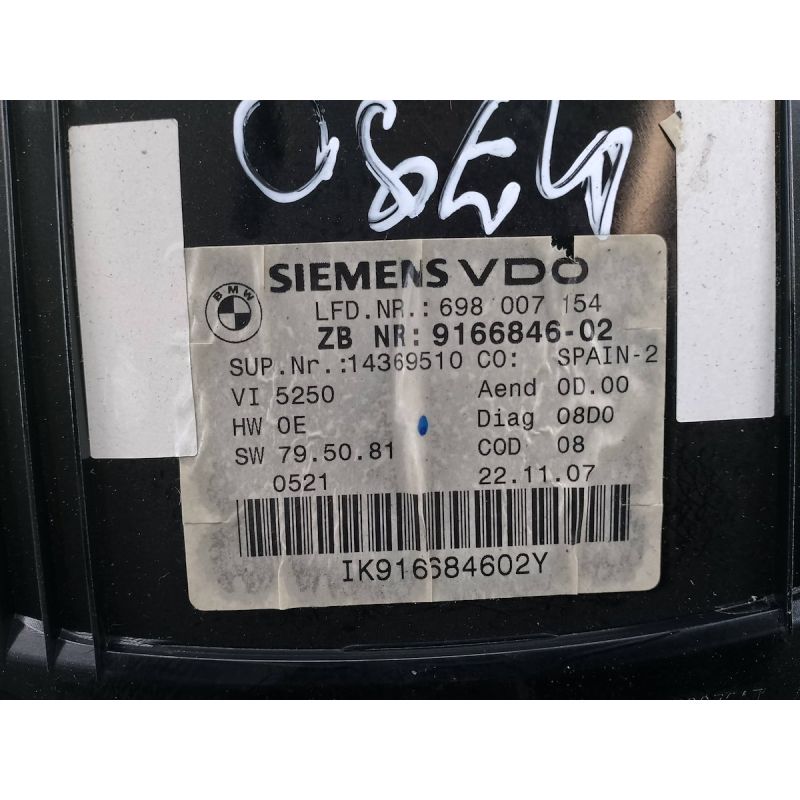 SIEMENS VDO
BMW
LFD.NR.: 698 007 154
ZB NR: 9166846-02
SUP.Nr.:14369510 CO: SPAIN-2
VI 5250 Aend 0D.00
HW 0E Diag 08D0
SW 79.50.81 COD 08
0521 22.11.07
IK916684602Y